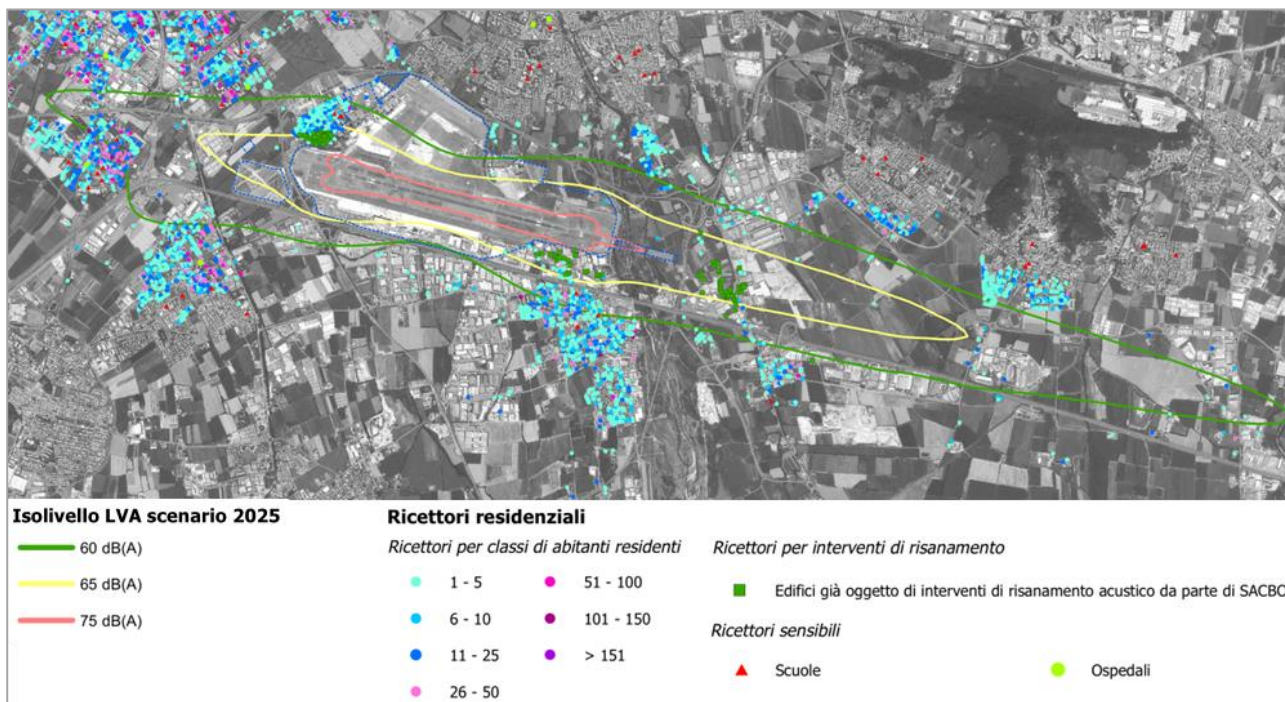 Isolivello LVA scenario 2025
60 dB(A)
65 dB(A)
75 dB(A)
Ricettori residenziali
Ricettori per classi di abitanti residenti
1 - 5
6 - 10
11 - 25
26 - 50
51 - 100
101 - 150
> 151
Ricettori per interventi di risanamento
Edifici già oggetto di interventi di risanamento acustico da parte di SACBO
Ricettori sensibili
Scuole
Ospedali